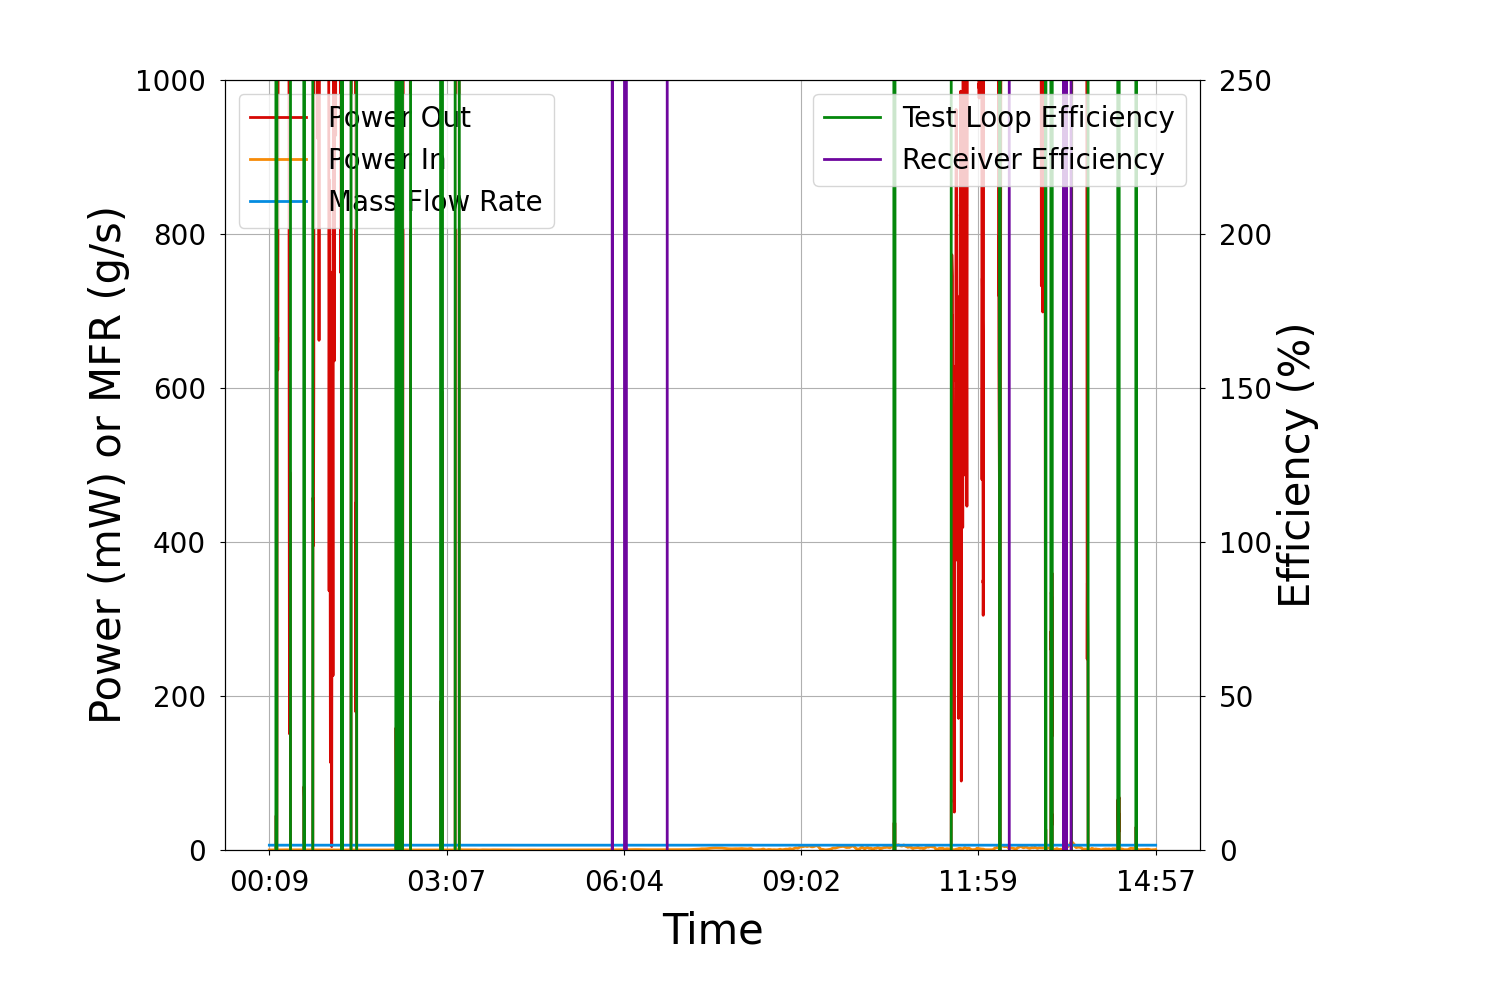 1000
800
600
400
200
0
Power (mW) or MFR (g/s)
Power Out
Power In
Mass Flow Rate
Test Loop Efficiency
Receiver Efficiency
250
200
150
100
50
0
Efficiency (%)
00:09 03:07 06:04 09:02 11:59 14:57
Time